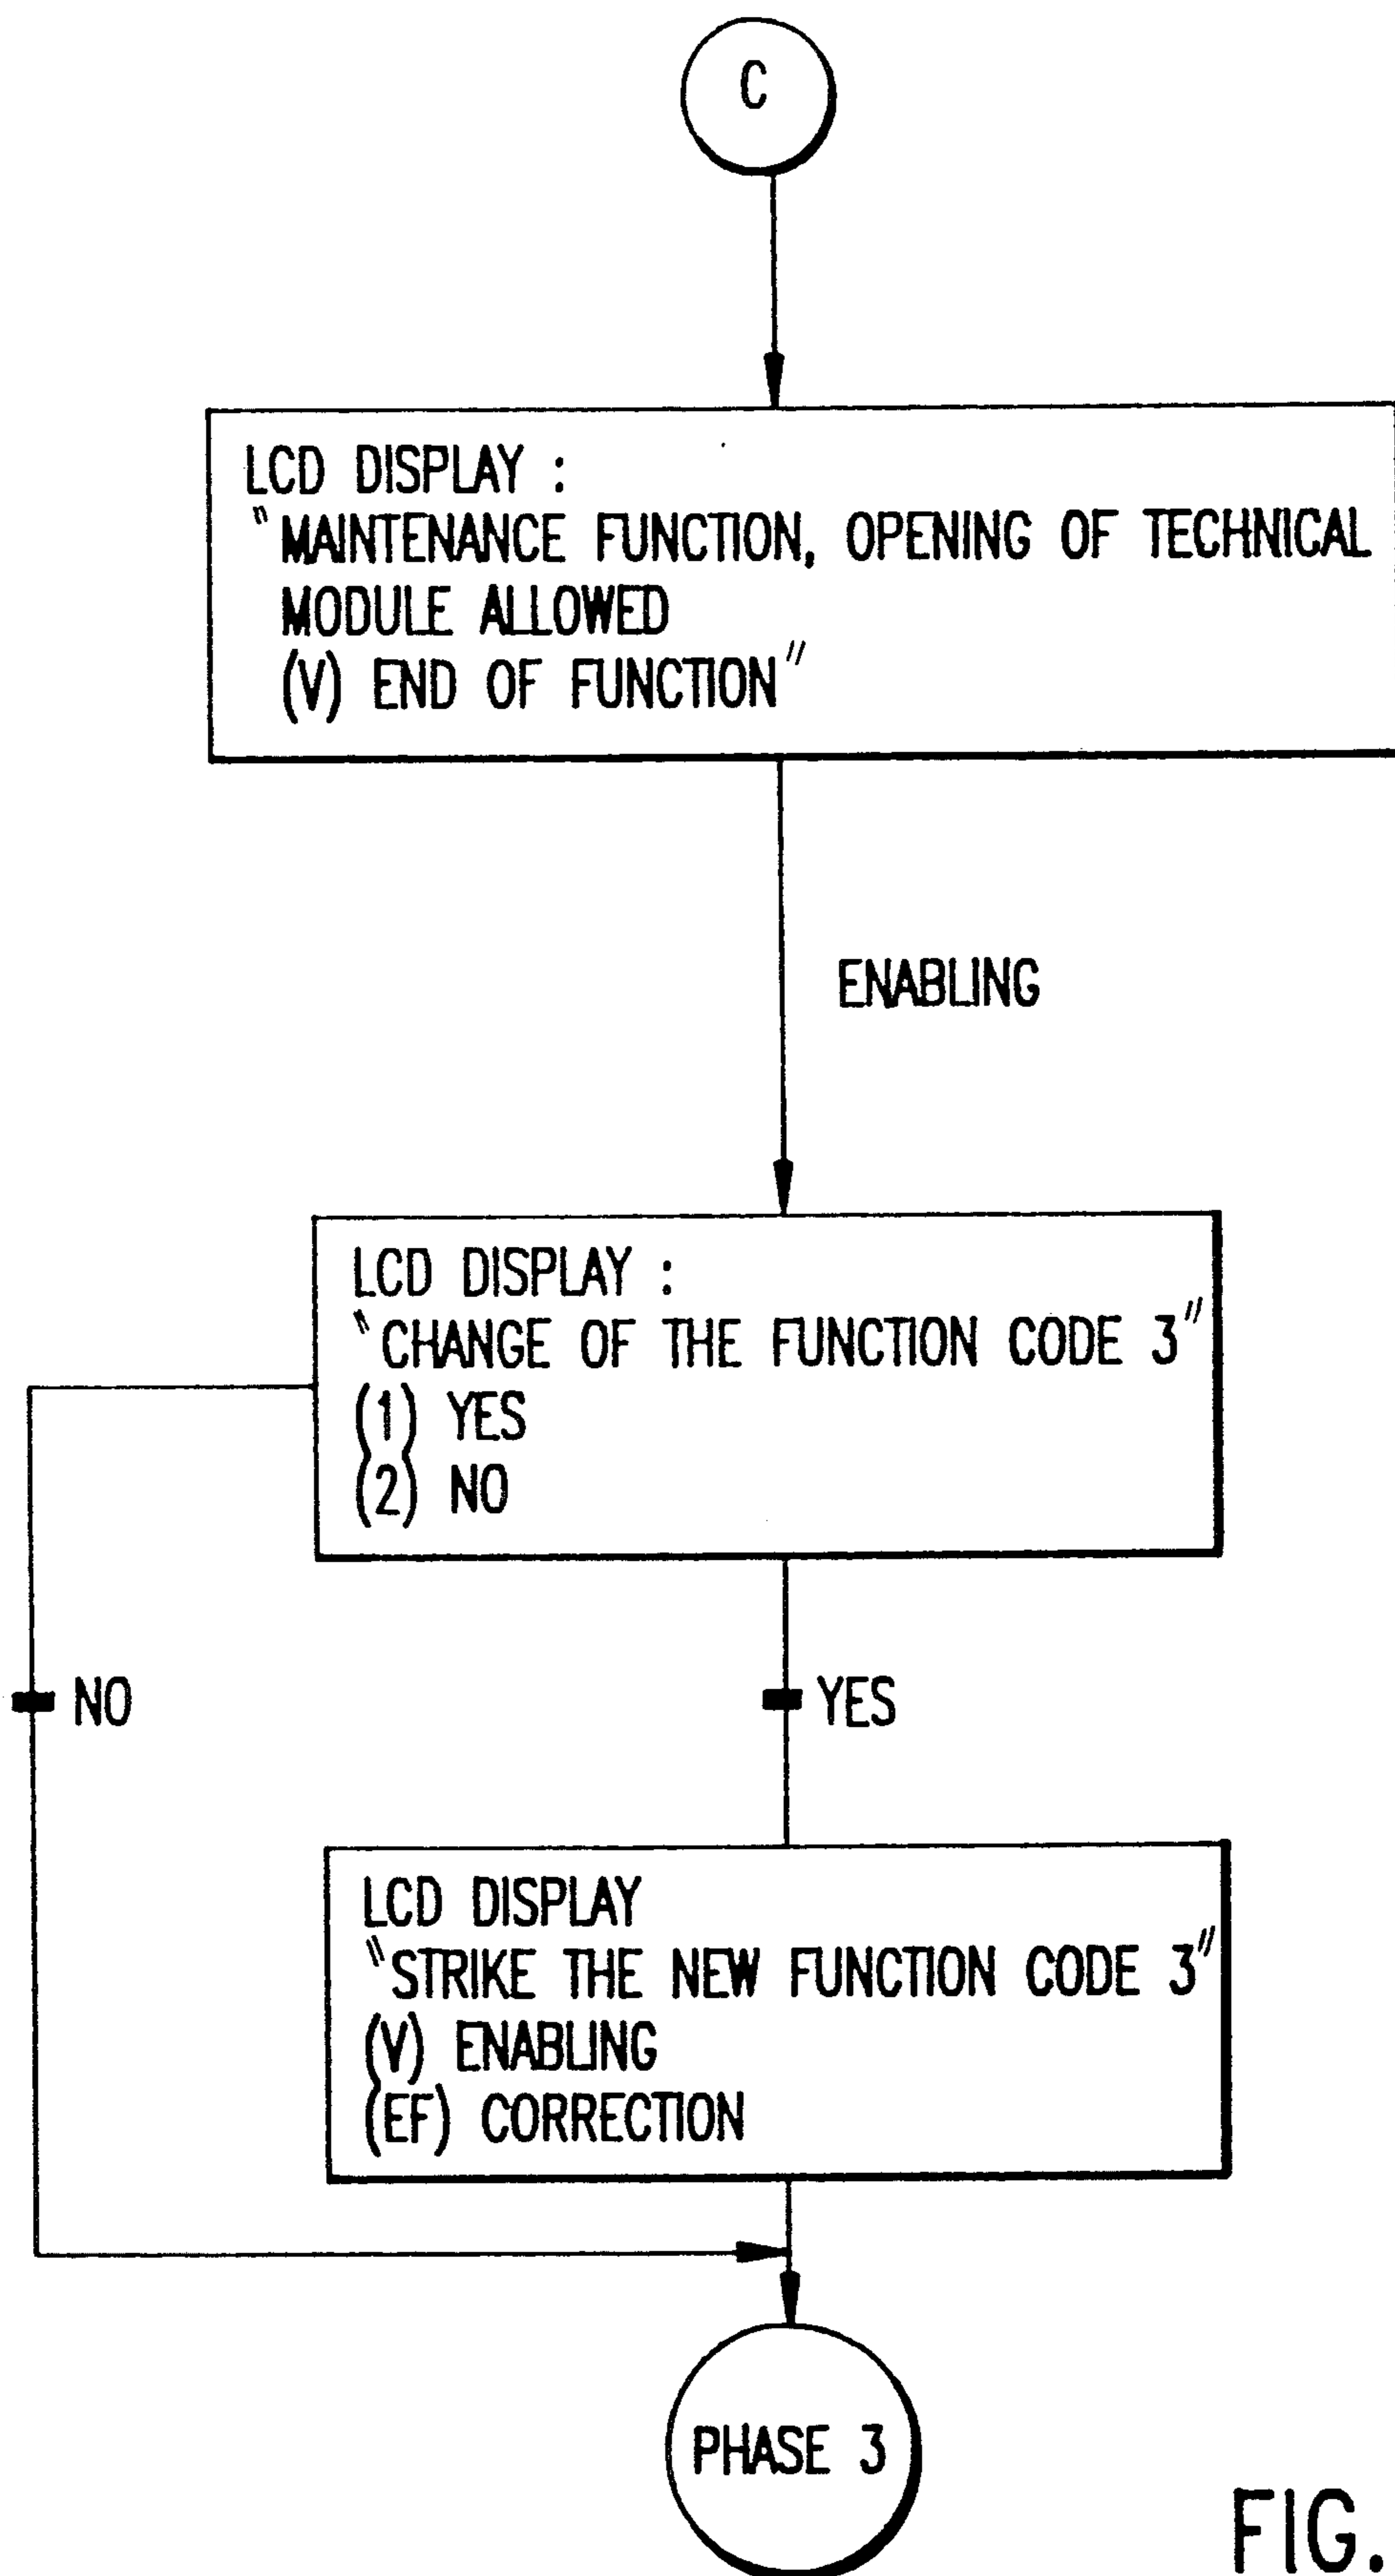 C
LCD DISPLAY :
"MAINTENANCE FUNCTION, OPENING OF TECHNICAL
MODULE ALLOWED
(V) END OF FUNCTION"
ENABLING
LCD DISPLAY :
"CHANGE OF THE FUNCTION CODE 3"
(1) YES
(2) NO
NO
YES
LCD DISPLAY
"STRIKE THE NEW FUNCTION CODE 3"
(V) ENABLING
(EF) CORRECTION
PHASE 3
FIG.